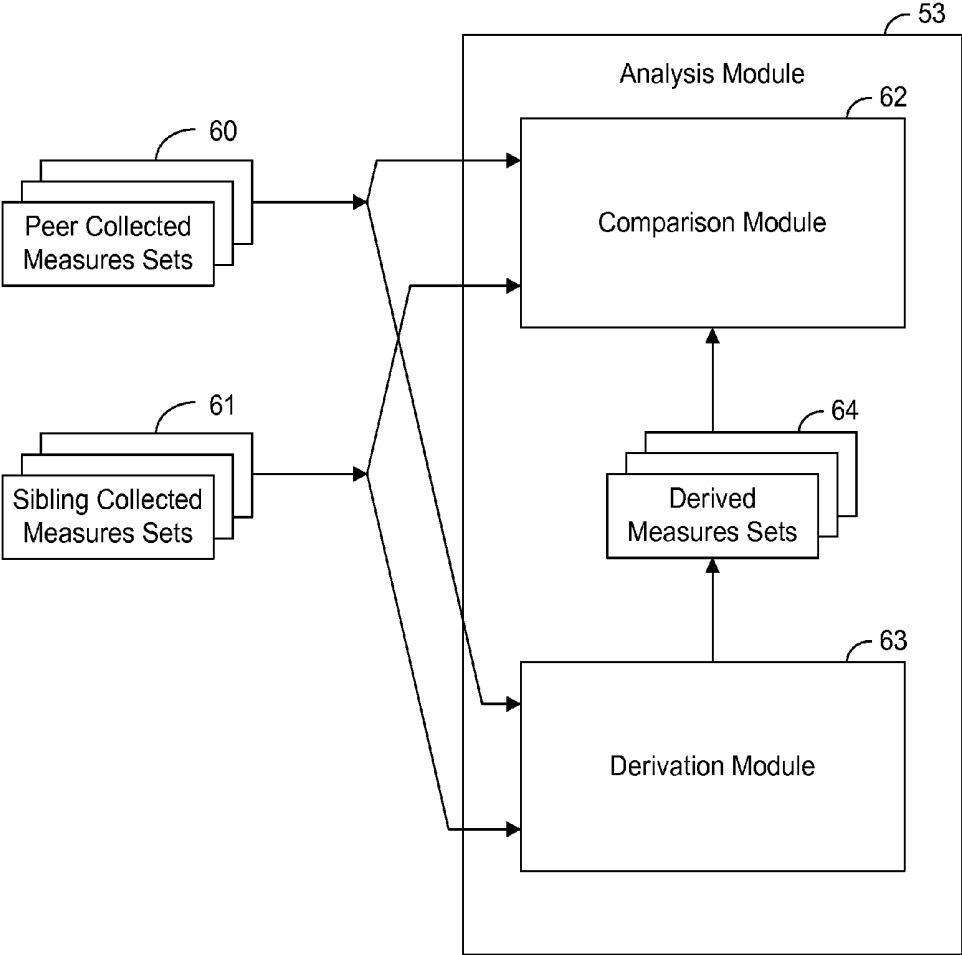 53
Analysis Module
62
60
Peer Collected
Measures Sets
Comparison Module
61
Sibling Collected
Measures Sets
64
Derived
Measures Sets
63
Derivation Module